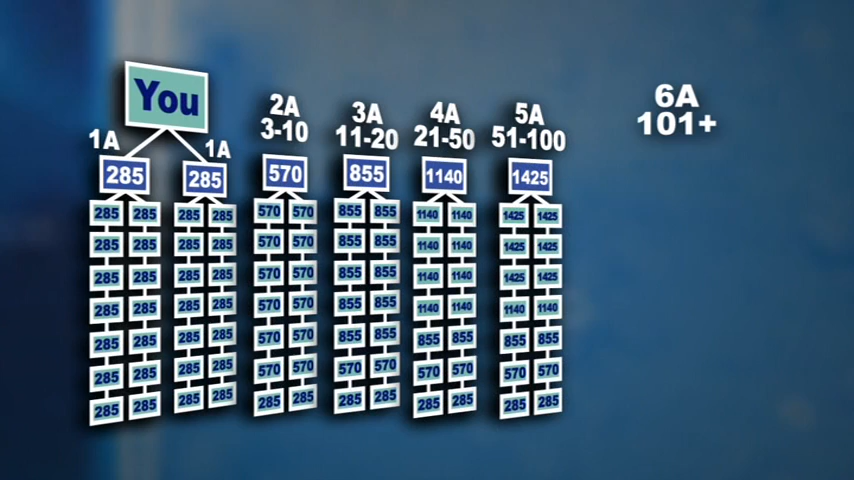 You
1A
1A
2A
3-10
3A
11-20
4A
21-50
5A
51-100
6A
101+
285 285 570 855 1140 1425
285 285 285 285 570 570 855 855 1140 1140 1425 1425
285 285 285 285 570 570 855 855 1140 1140 1425 1425
285 285 285 285 570 570 855 855 1140 1140 1425 1425
285 285 285 285 570 570 855 855 1140 1140 1140 1140
285 285 285 285 570 570 855 855 855 855 855 855
285 285 285 285 570 570 570 570 570 570 570 570
285 285 285 285 285 285 285 285 285 285 285 285